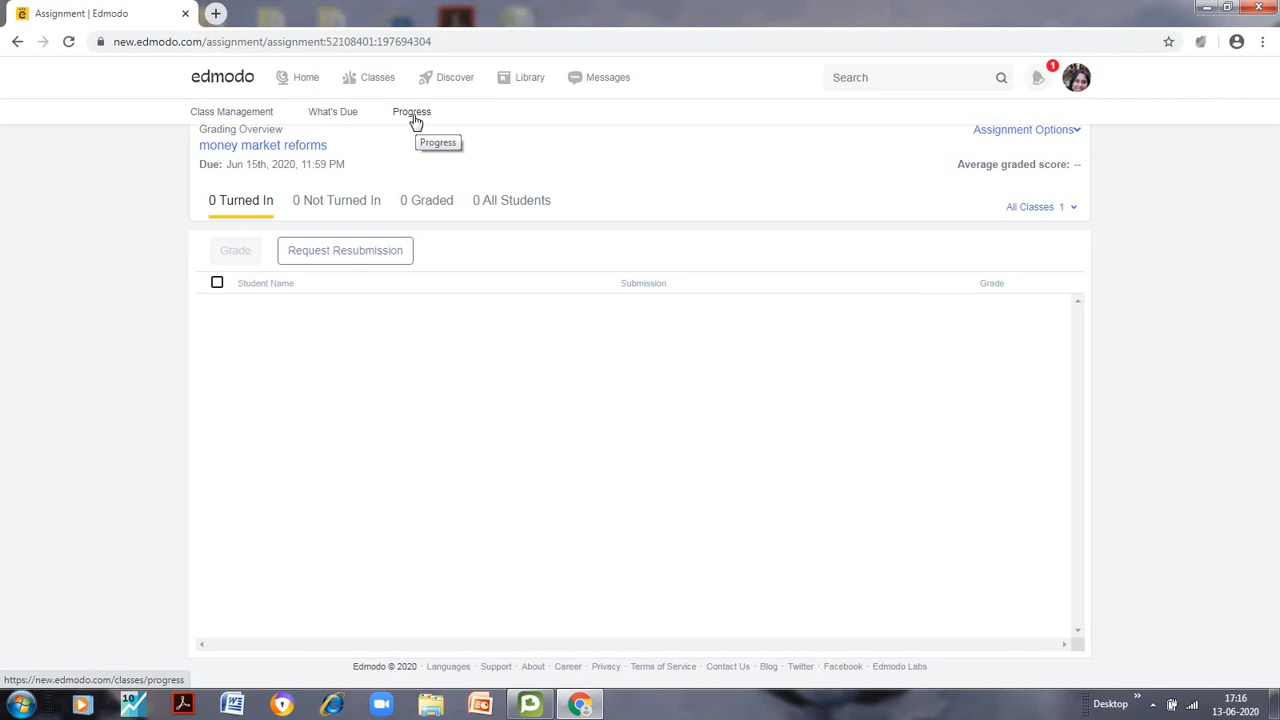 Assignment | Edmodo
new.edmodo.com/assignment/assignment:52108401:197694304
edmodo Home Classes Discover Library Messages Search 1
Class Management What's Due Progress
Progress
Grading Overview Assignment Options
money market reforms
Due: Jun 15th, 2020, 11:59 PM Average graded score: --
0 Turned In 0 Not Turned In 0 Graded 0 All Students All Classes 1
Grade Request Resubmission
Student Name Submission Grade
Edmodo © 2020 · Languages · Support · About · Career · Privacy · Terms of Service · Contact Us · Blog · Twitter · Facebook · Edmodo Labs
https://new.edmodo.com/classes/progress
Desktop 17:16
13-06-2020